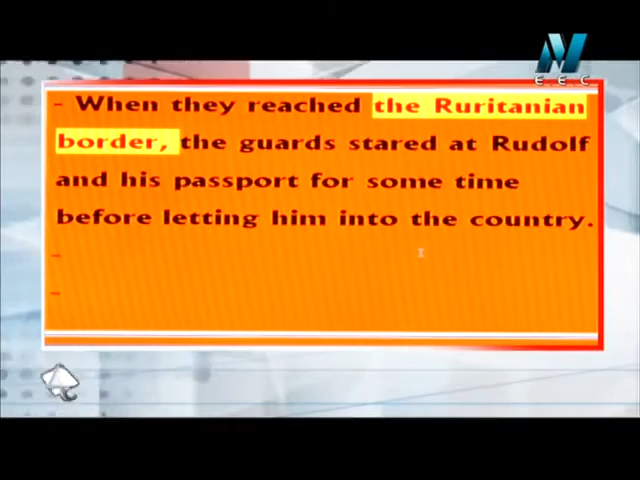 EEC
- When they reached the Ruritanian
border, the guards stared at Rudolf
and his passport for some time
before letting him into the country.
-
-